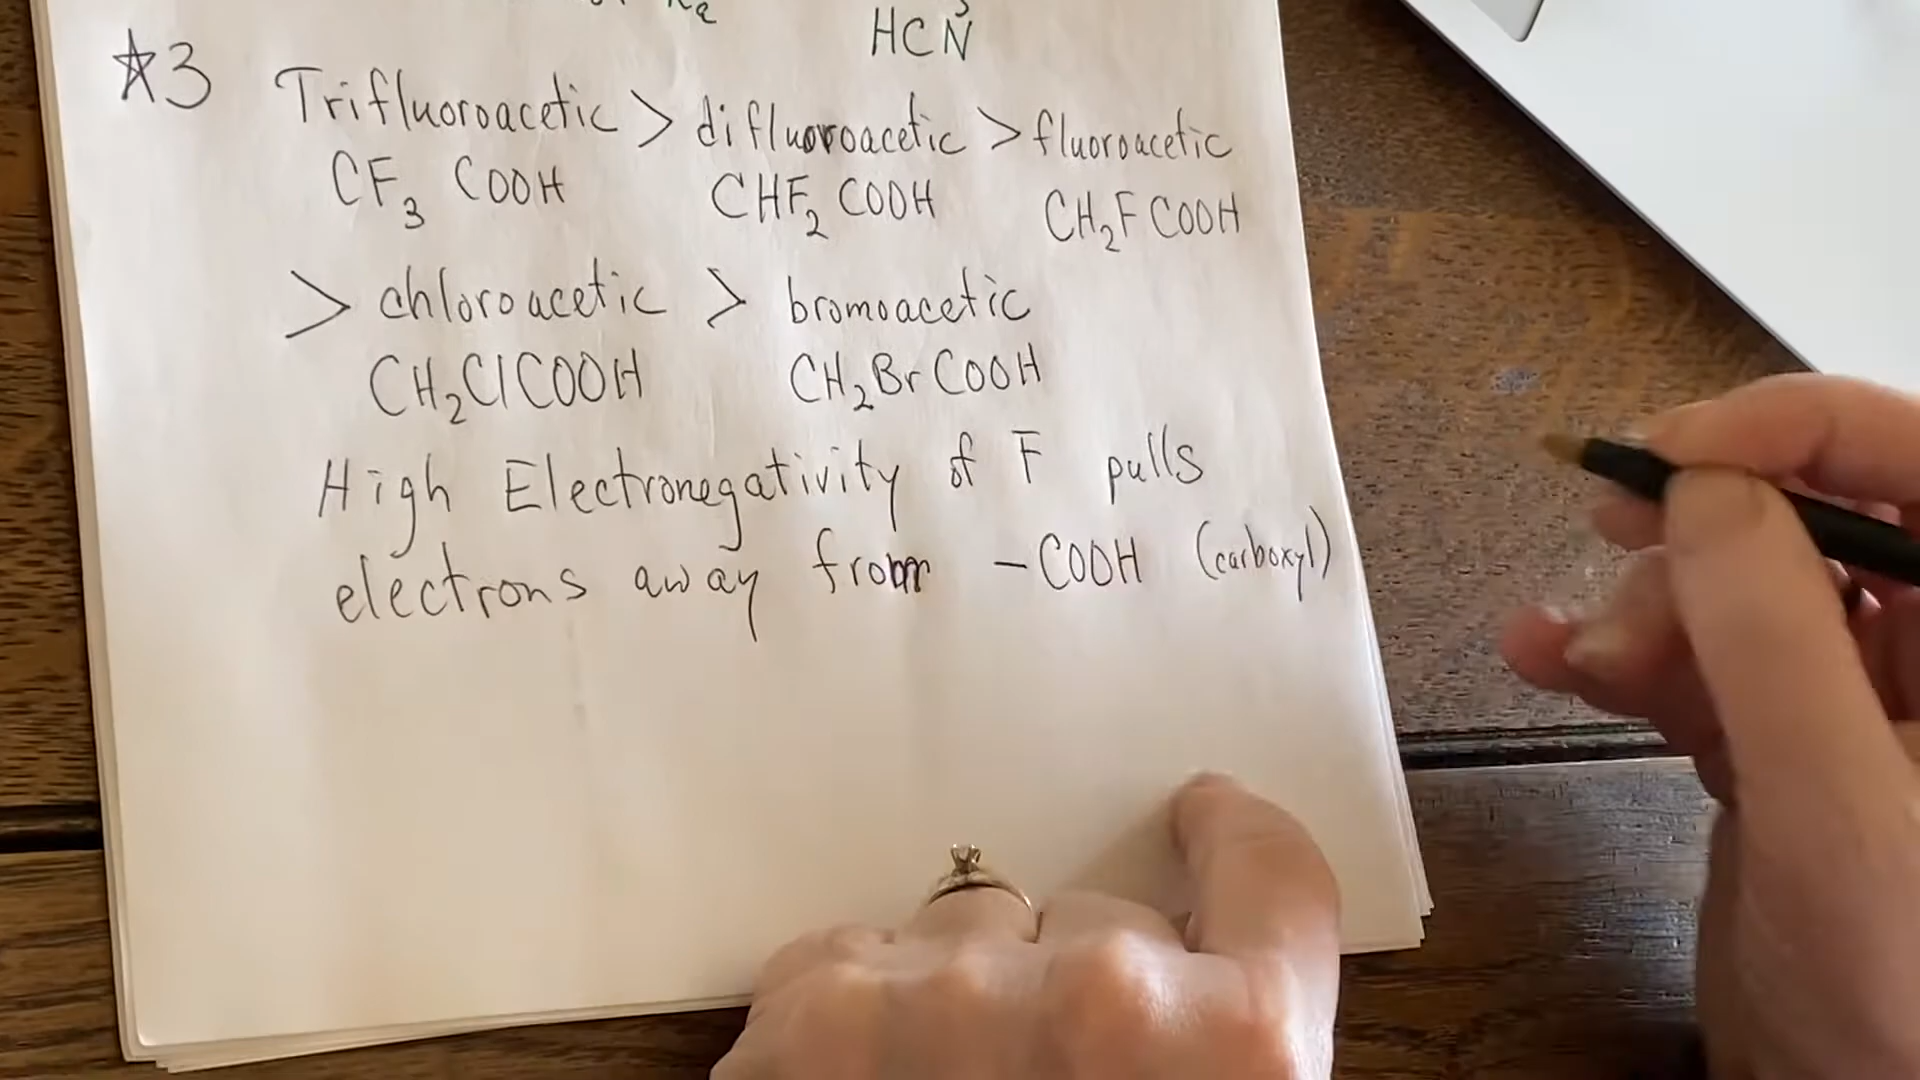 HCN
☆3 Trifluoroacetic > difluoroacetic > fluoroacetic
CF₃ COOH CHF₂ COOH CH₂F COOH
> chloroacetic > bromoacetic
CH₂ClCOOH CH₂Br COOH
High Electronegativity of F pulls
electrons away from -COOH (carboxyl)